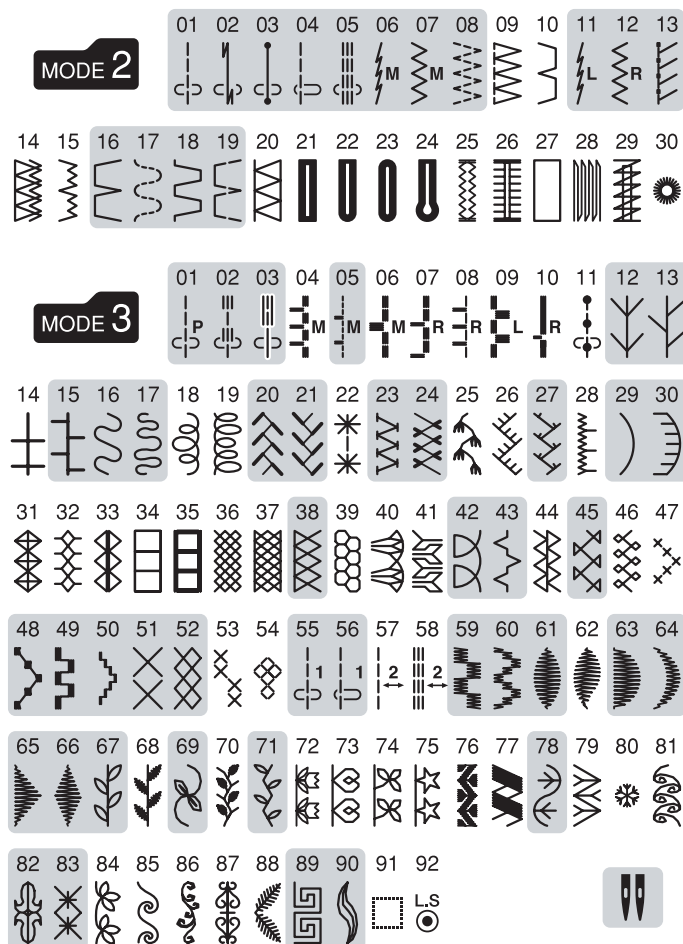 01 02 03 04 05 06 07 08 09 10 11 12 13
MODE 2
M M L R
14 15 16 17 18 19 20 21 22 23 24 25 26 27 28 29 30
01 02 03 04 05 06 07 08 09 10 11 12 13
MODE 3
P M M M R R L R
14 15 16 17 18 19 20 21 22 23 24 25 26 27 28 29 30
31 32 33 34 35 36 37 38 39 40 41 42 43 44 45 46 47
48 49 50 51 52 53 54 55 56 57 58 59 60 61 62 63 64
1 1 2 2
65 66 67 68 69 70 71 72 73 74 75 76 77 78 79 80 81
82 83 84 85 86 87 88 89 90 91 92
L.S